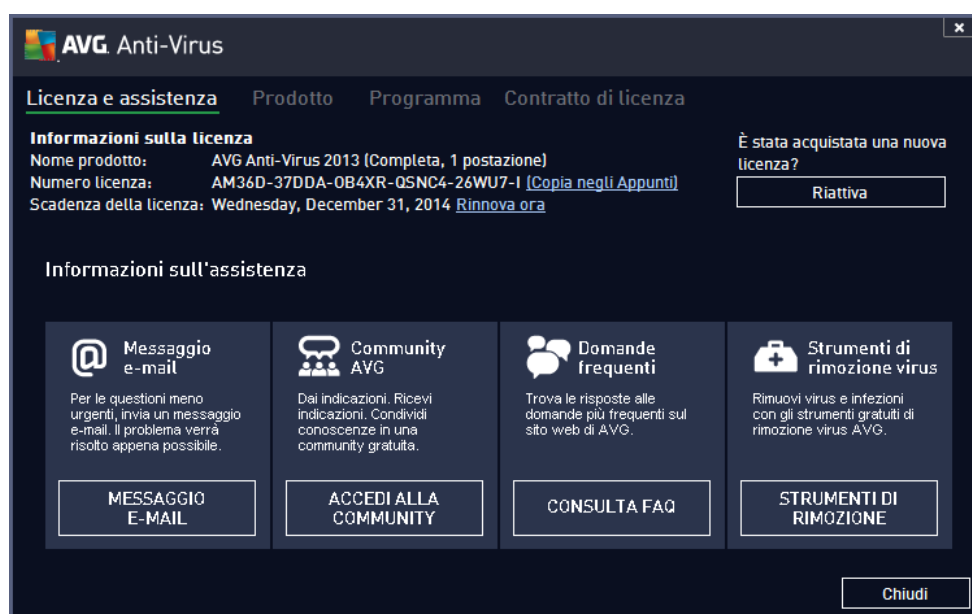 AVG. Anti-Virus
Licenza e assistenza Prodotto Programma Contratto di licenza
Informazioni sulla licenza
Nome prodotto: AVG Anti-Virus 2013 (Completa, 1 postazione)
Numero licenza: AM36D-37DDA-0B4XR-QSNC4-26WU7-I (Copia negli Appunti)
Scadenza della licenza: Wednesday, December 31, 2014 Rinnova ora
È stata acquistata una nuova
licenza?
Riattiva
Informazioni sull'assistenza
Messaggio
e-mail
Per le questioni meno
urgenti, invia un messaggio
e-mail. Il problema verrà
risolto appena possibile.
MESSAGGIO
E-MAIL
Community
AVG
Dai indicazioni. Ricevi
indicazioni. Condividi
conoscenze in una
community gratuita.
ACCEDI ALLA
COMMUNITY
Domande
frequenti
Trova le risposte alle
domande più frequenti sul
sito web di AVG.
CONSULTA FAQ
Strumenti di
rimozione virus
Rimuovi virus e infezioni
con gli strumenti gratuiti di
rimozione virus AVG.
STRUMENTI DI
RIMOZIONE
Chiudi